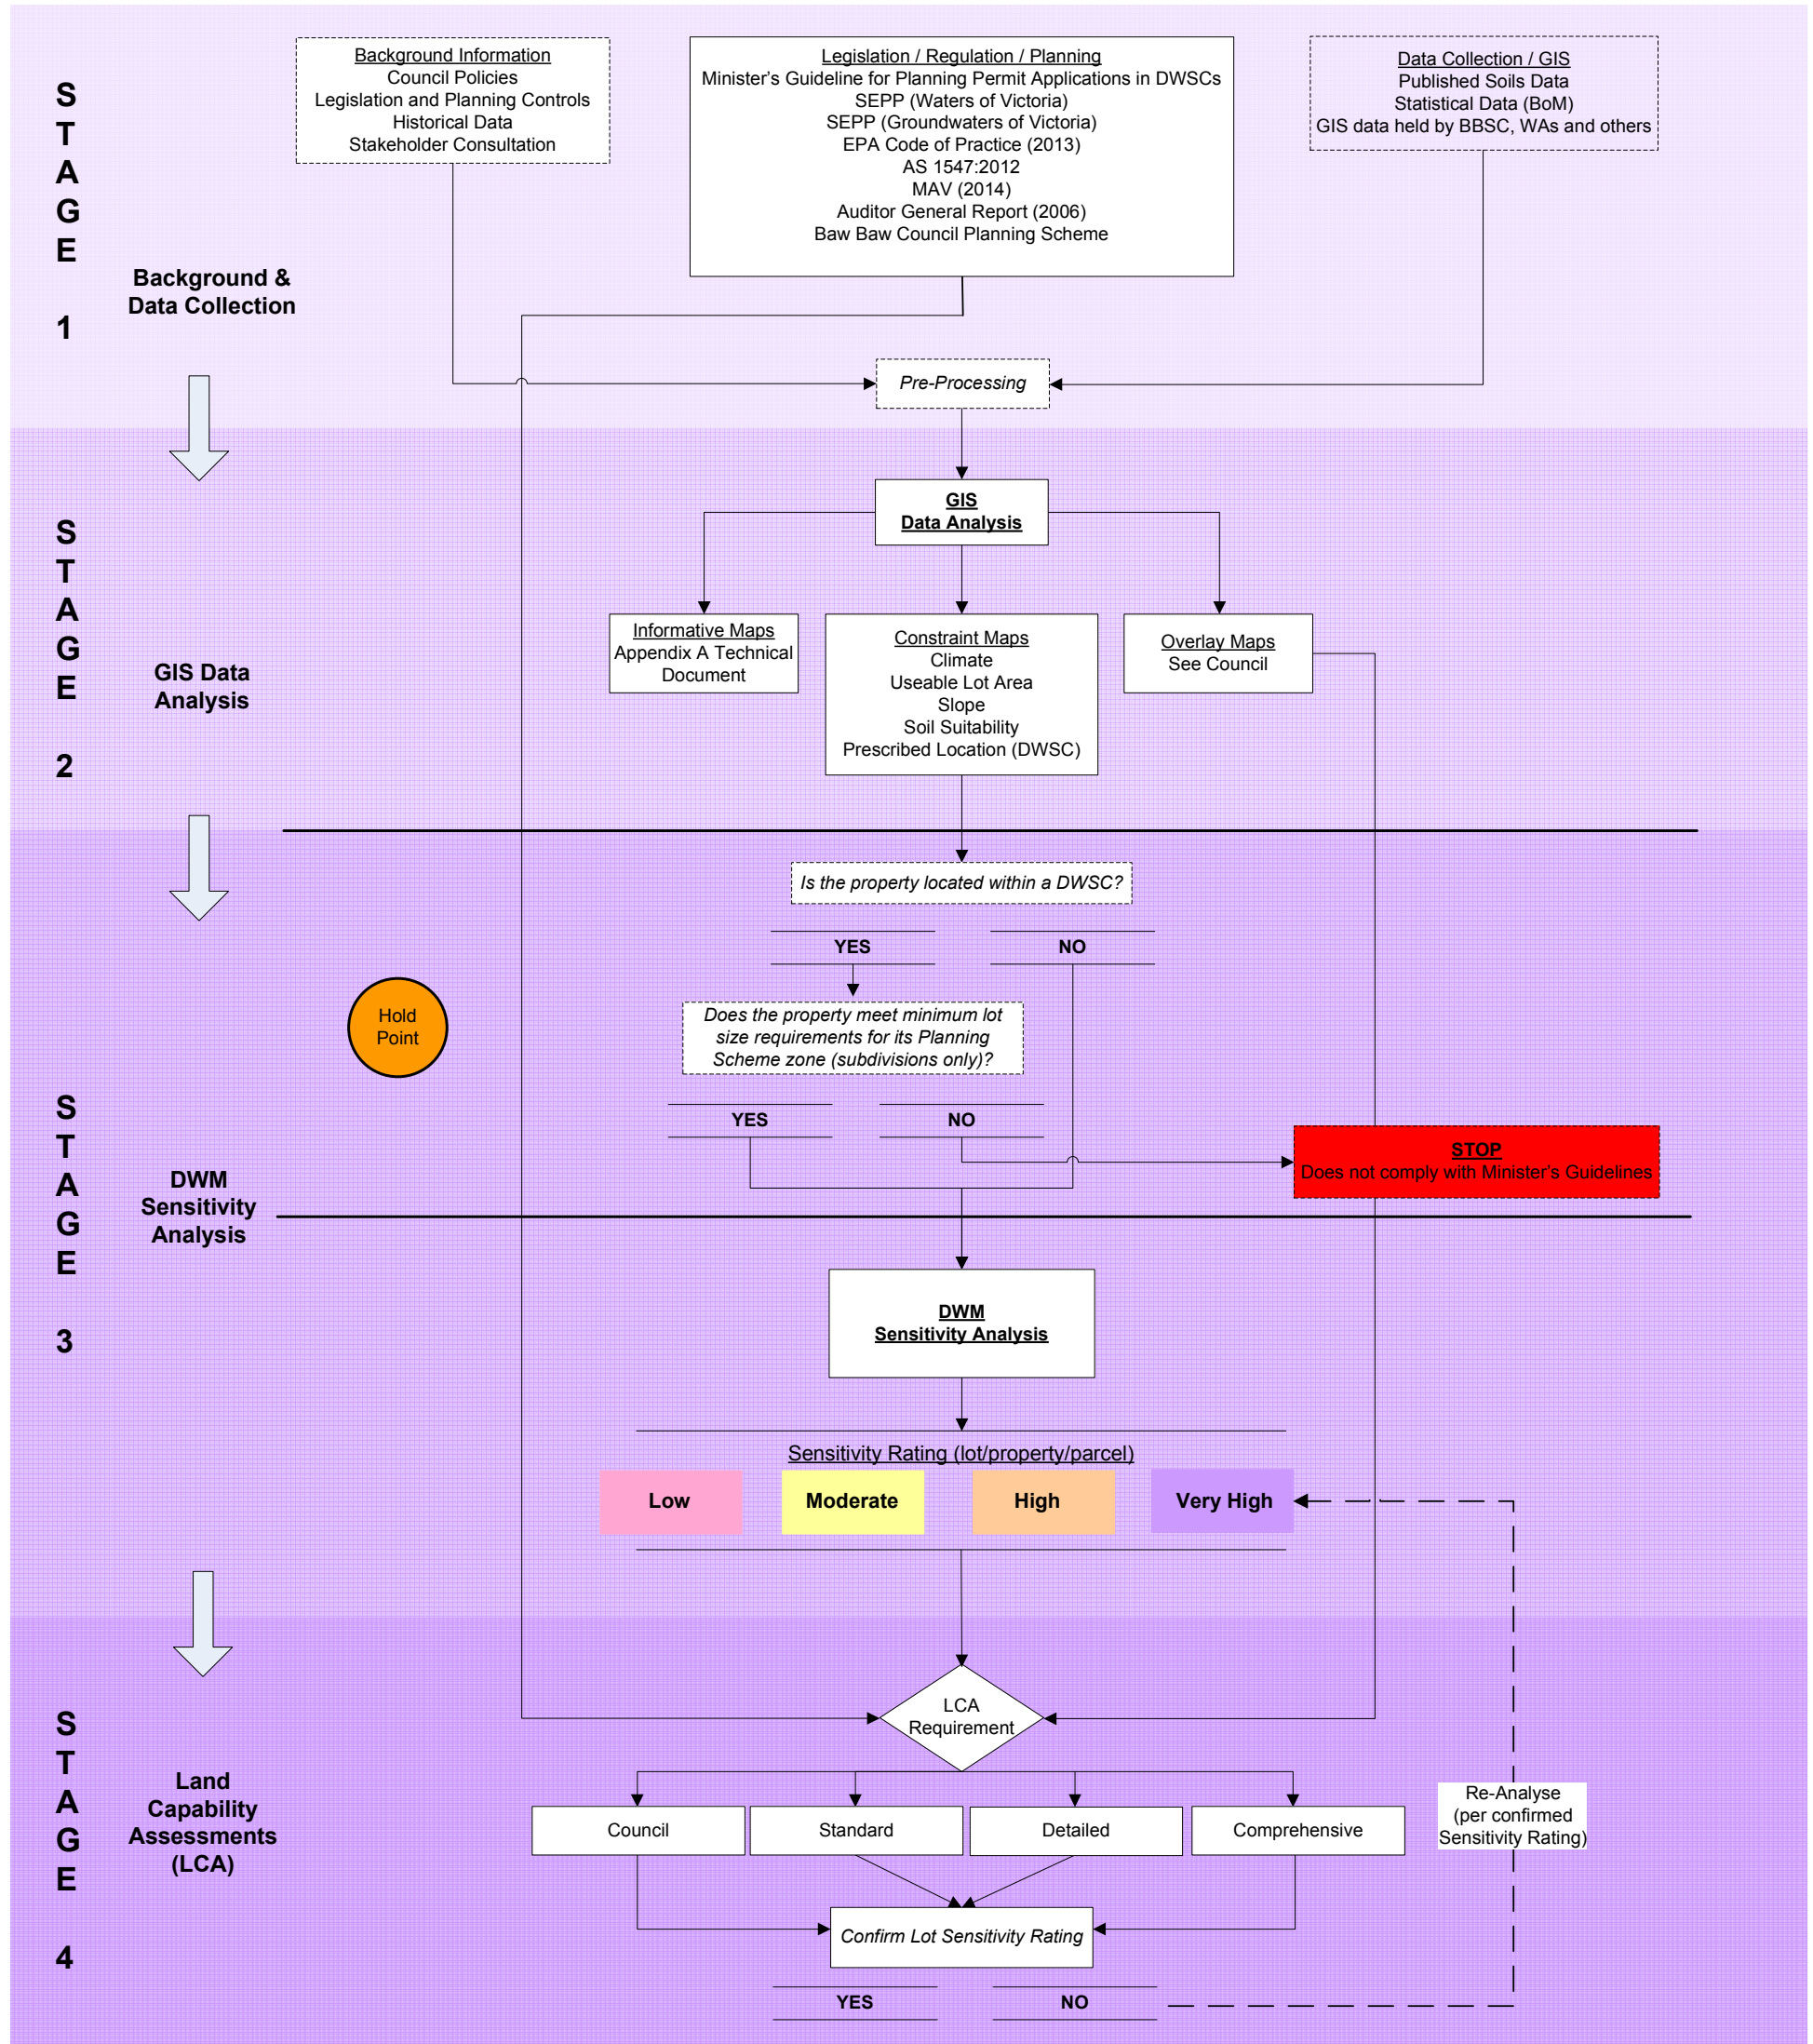 STAGE 1
Background &
Data Collection
Background Information
Council Policies
Legislation and Planning Controls
Historical Data
Stakeholder Consultation
Legislation / Regulation / Planning
Minister's Guideline for Planning Permit Applications in DWSCs
SEPP (Waters of Victoria)
SEPP (Groundwaters of Victoria)
EPA Code of Practice (2013)
AS 1547:2012
MAV (2014)
Auditor General Report (2006)
Baw Baw Council Planning Scheme
Data Collection / GIS
Published Soils Data
Statistical Data (BoM)
GIS data held by BBSC, WAs and others
Pre-Processing
STAGE 2
GIS Data
Analysis
GIS
Data Analysis
Informative Maps
Appendix A Technical
Document
Constraint Maps
Climate
Useable Lot Area
Slope
Soil Suitability
Prescribed Location (DWSC)
Overlay Maps
See Council
STAGE 3
DWM
Sensitivity
Analysis
Is the property located within a DWSC?
YES
NO
Hold
Point
Does the property meet minimum lot
size requirements for its Planning
Scheme zone (subdivisions only)?
YES
NO
STOP
Does not comply with Minister's Guidelines
DWM
Sensitivity Analysis
Sensitivity Rating (lot/property/parcel)
Low
Moderate
High
Very High
STAGE 4
Land
Capability
Assessments
(LCA)
LCA
Requirement
Council
Standard
Detailed
Comprehensive
Re-Analyse
(per confirmed
Sensitivity Rating)
Confirm Lot Sensitivity Rating
YES
NO